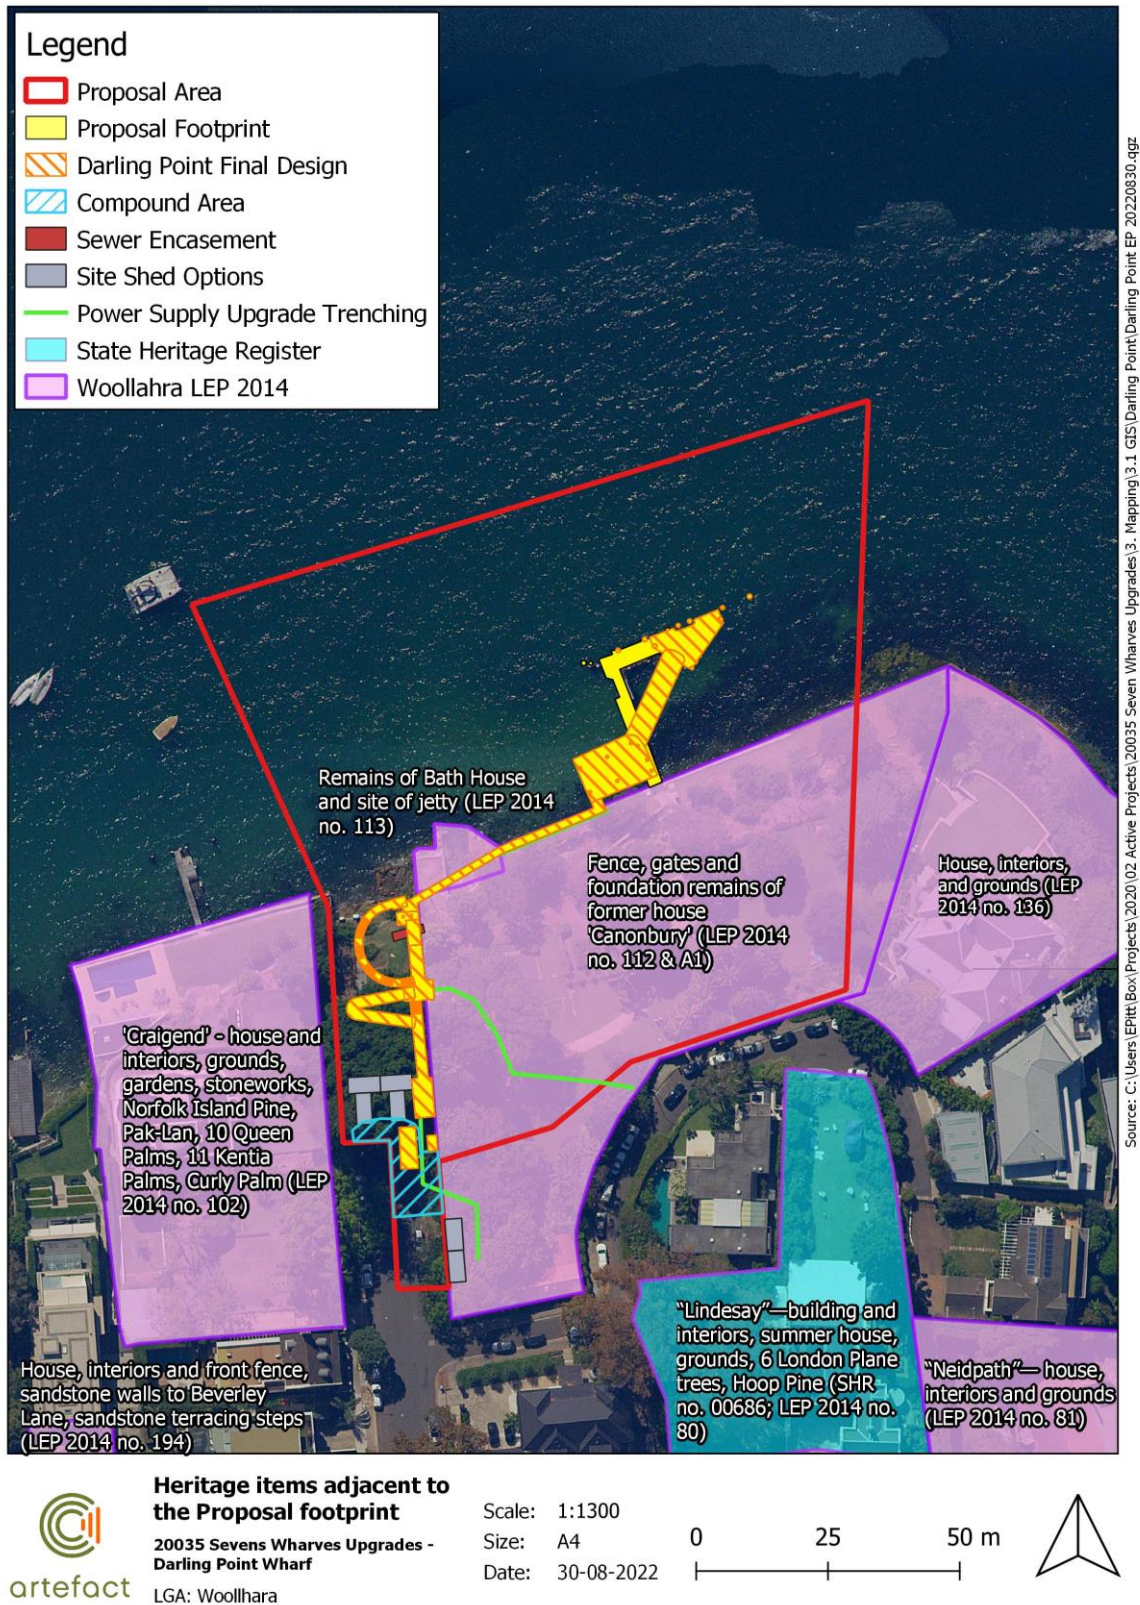 Legend
Proposal Area
Proposal Footprint
Darling Point Final Design
Compound Area
Sewer Encasement
Site Shed Options
Power Supply Upgrade Trenching
State Heritage Register
Woollahra LEP 2014
Remains of Bath House
and site of jetty (LEP 2014
no. 113)
Fence, gates and
foundation remains of
former house
'Canonbury' (LEP 2014
no. 112 & A1)
House, interiors,
and grounds (LEP
2014 no. 136)
'Craigend' - house and
interiors, grounds,
gardens, stoneworks,
Norfolk Island Pine,
Pak-Lan, 10 Queen
Palms, 11 Kentia
Palms, Curly Palm (LEP
2014 no. 102)
"Lindesay"—building and
interiors, summer house,
grounds, 6 London Plane
trees, Hoop Pine (SHR
no. 00686; LEP 2014 no.
80)
"Neidpath"— house,
interiors and grounds
(LEP 2014 no. 81)
House, interiors and front fence,
sandstone walls to Beverley
Lane, sandstone terracing steps
(LEP 2014 no. 194)
Source: C:\Users\EPitt\Box\Projects\2020\02 Active Projects\20035 Seven Wharves Upgrades\3. Mapping\3.1 GIS\Darling Point\Darling Point EP 20220830.qgz
artefact
Heritage items adjacent to
the Proposal footprint
20035 Sevens Wharves Upgrades -
Darling Point Wharf
LGA: Woollhara
Scale: 1:1300
Size: A4
Date: 30-08-2022
0 25 50 m